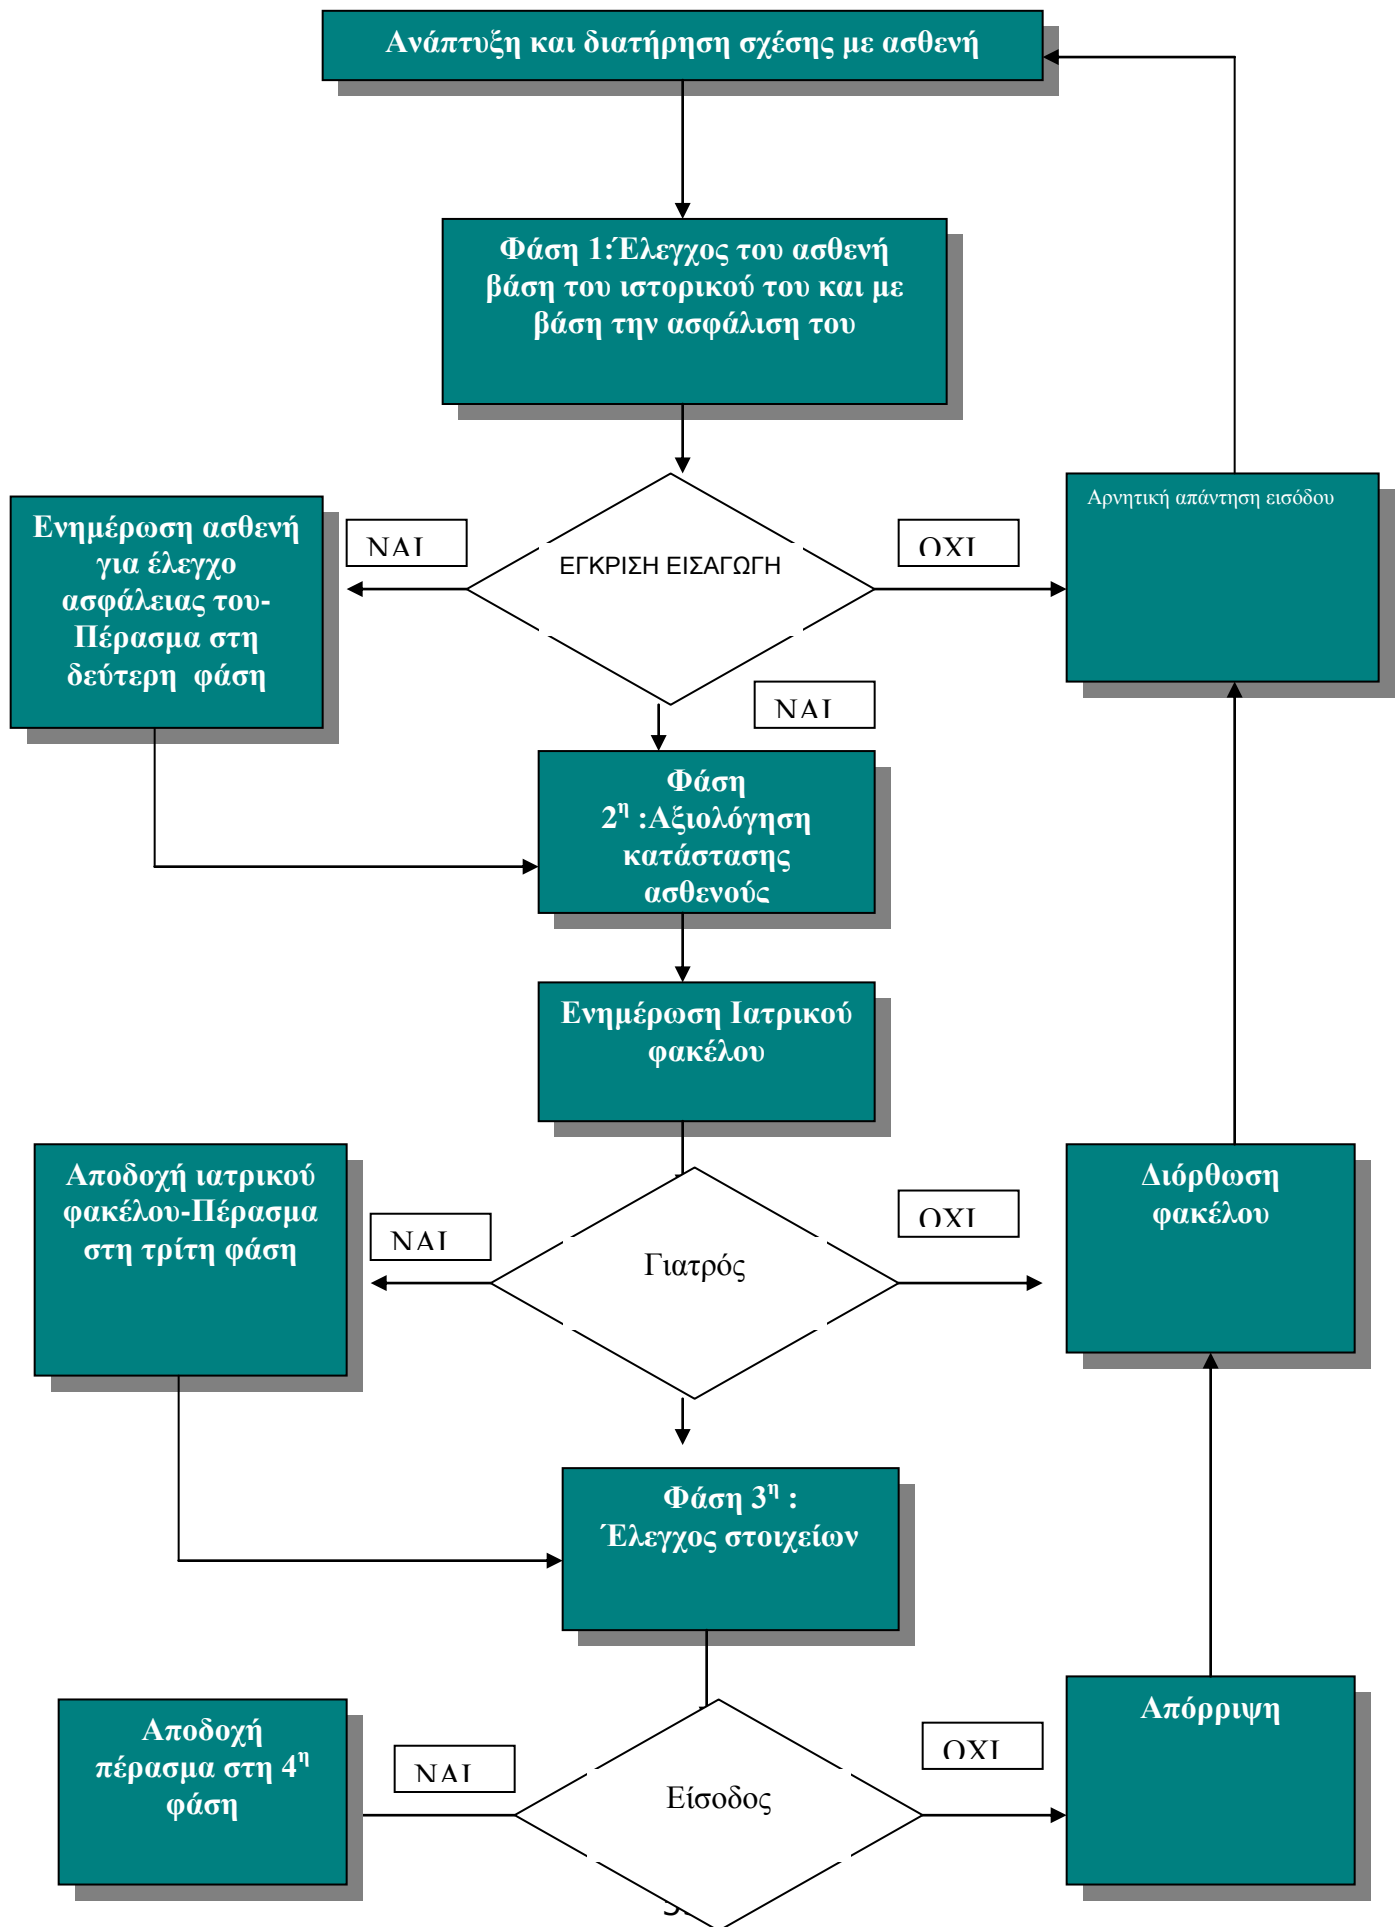 Ανάπτυξη και διατήρηση σχέσης με ασθενή
Φάση 1:Έλεγχος του ασθενή
βάση του ιστορικού του και με
βάση την ασφάλιση του
Ενημέρωση ασθενή
για έλεγχο
ασφάλειας του-
Πέρασμα στη
δεύτερη φάση
ΝΑΙ
ΕΓΚΡΙΣΗ ΕΙΣΑΓΩΓΗ
ΟΧΙ
Αρνητική απάντηση εισόδου
ΝΑΙ
Φάση
2η :Αξιολόγηση
κατάστασης
ασθενούς
Ενημέρωση Ιατρικού
φακέλου
Αποδοχή ιατρικού
φακέλου-Πέρασμα
στη τρίτη φάση
ΝΑΙ
Γιατρός
ΟΧΙ
Διόρθωση
φακέλου
Φάση 3η :
Έλεγχος στοιχείων
Αποδοχή
πέρασμα στη 4η
φάση
ΝΑΙ
Είσοδος
ΟΧΙ
Απόρριψη